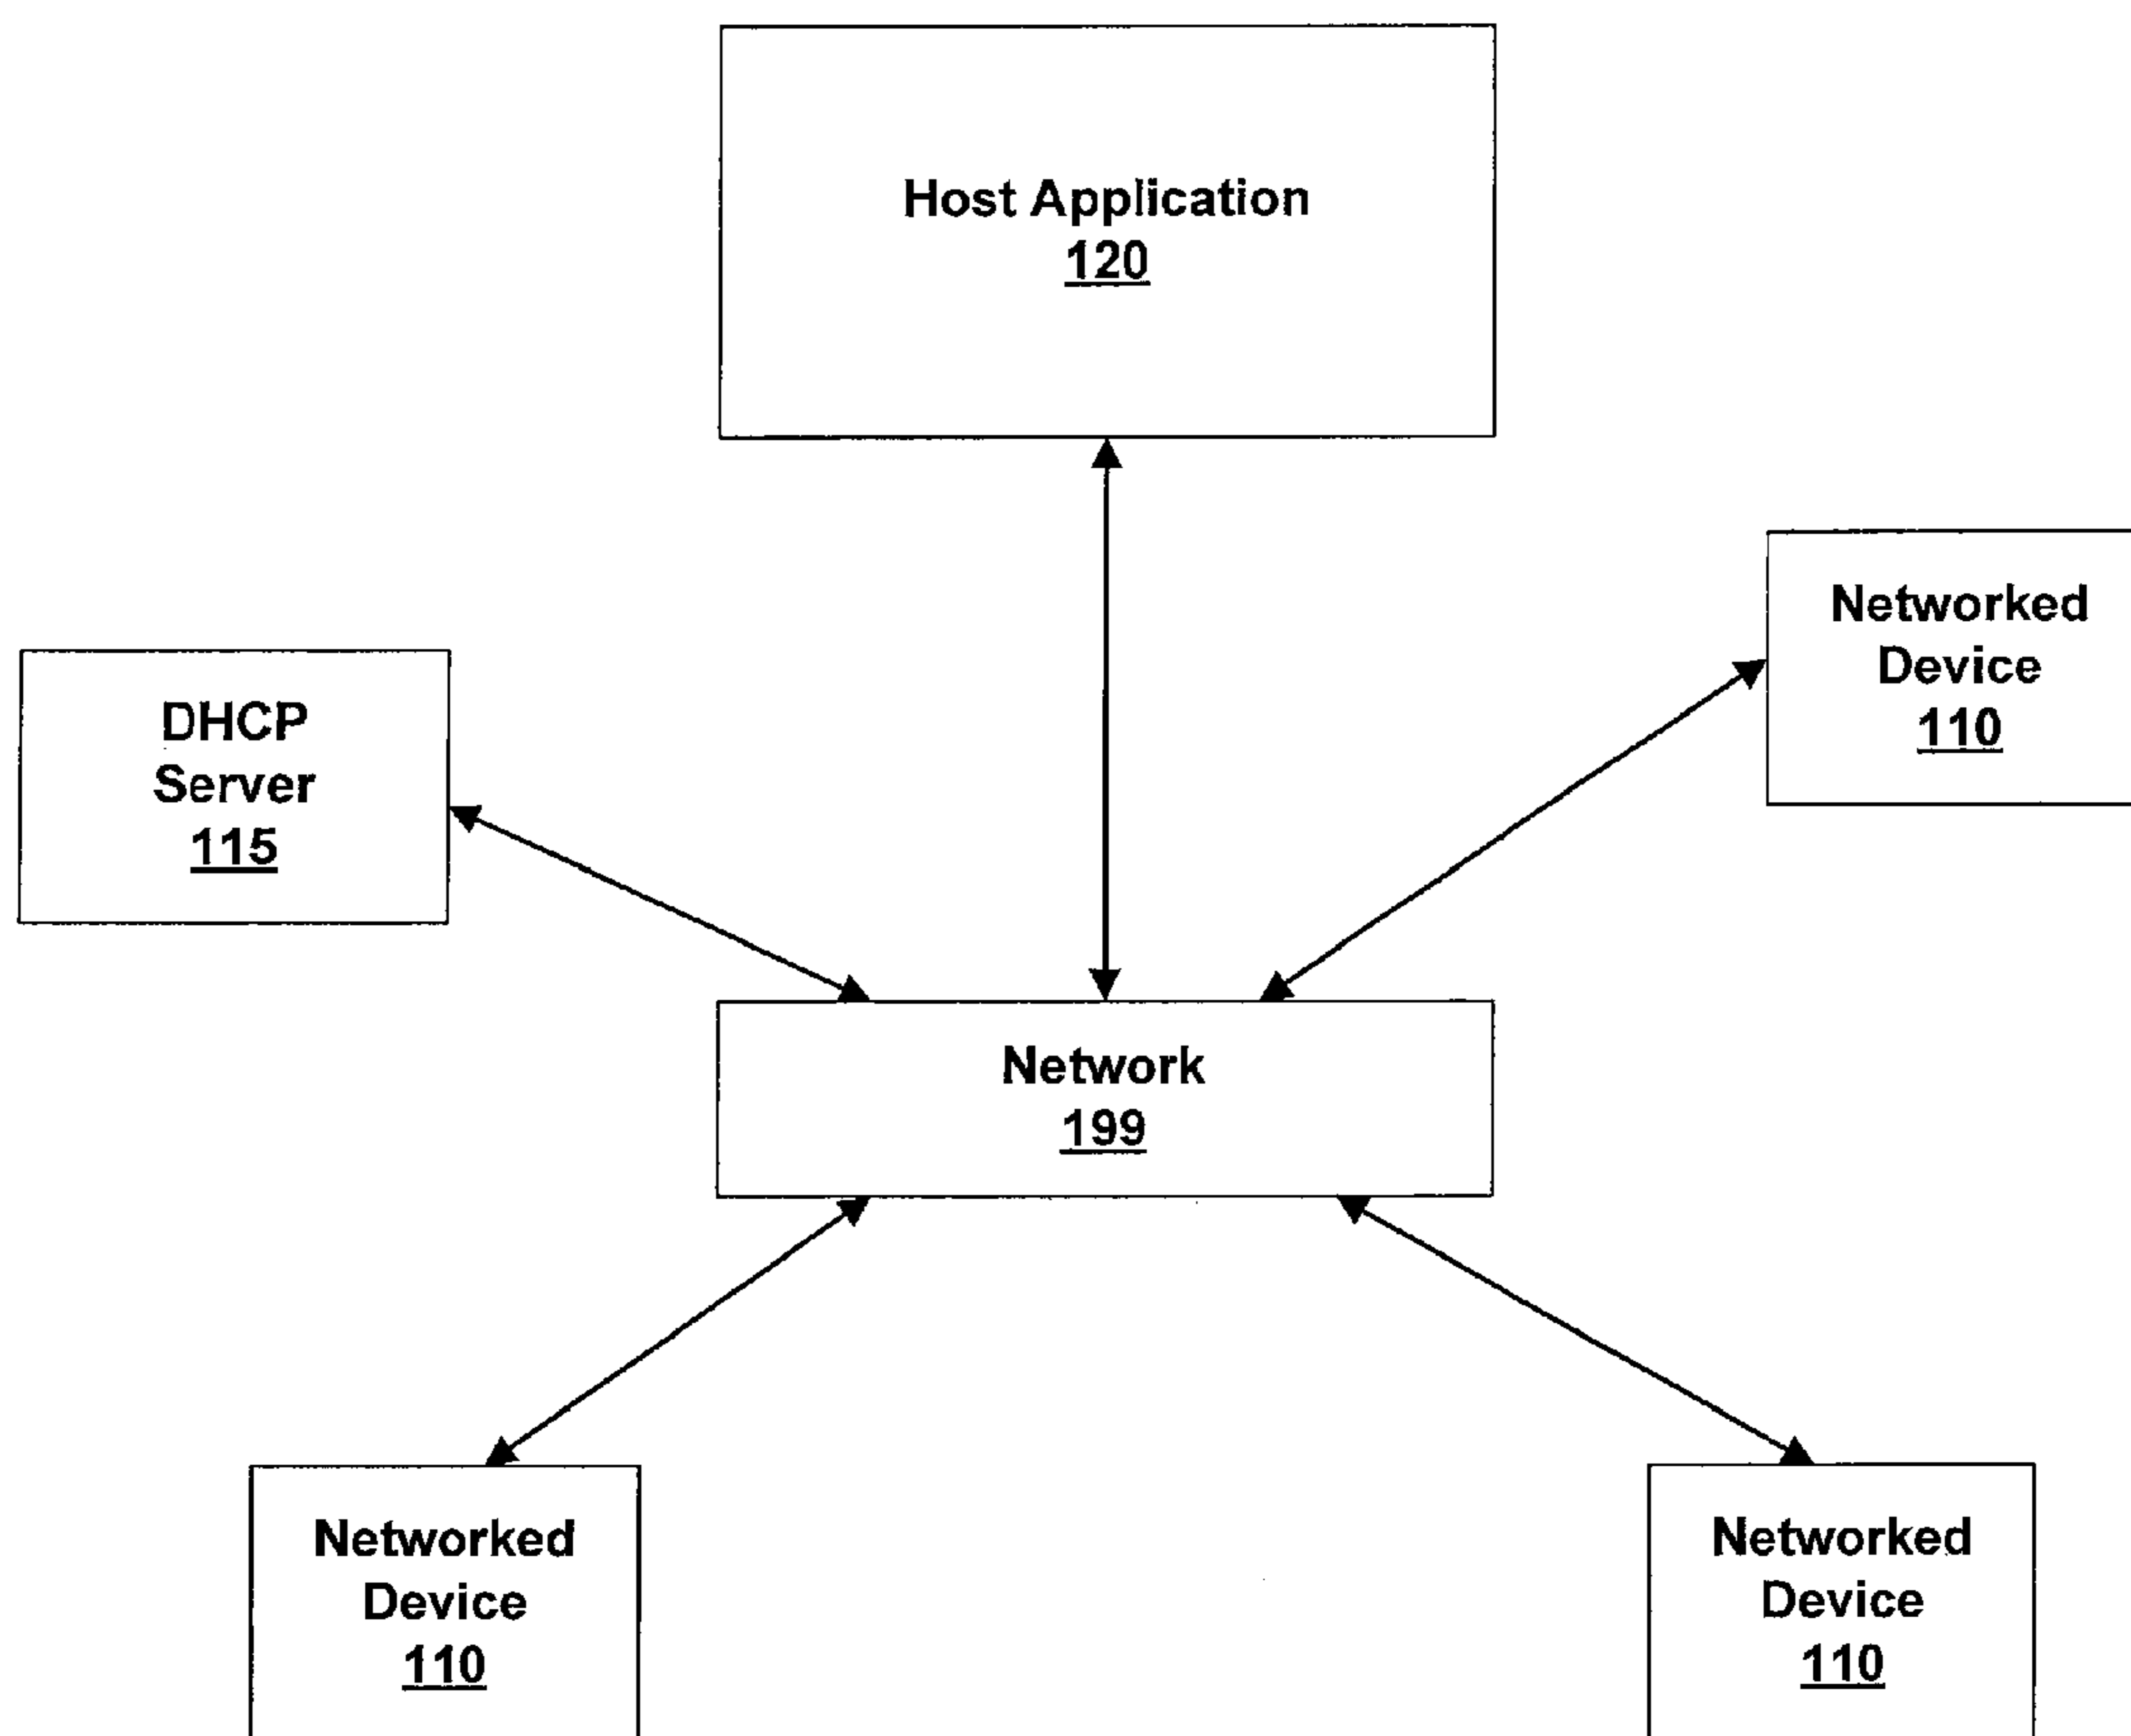 Host Application
120
Networked
Device
110
DHCP
Server
115
Network
199
Networked
Device
110
Networked
Device
110